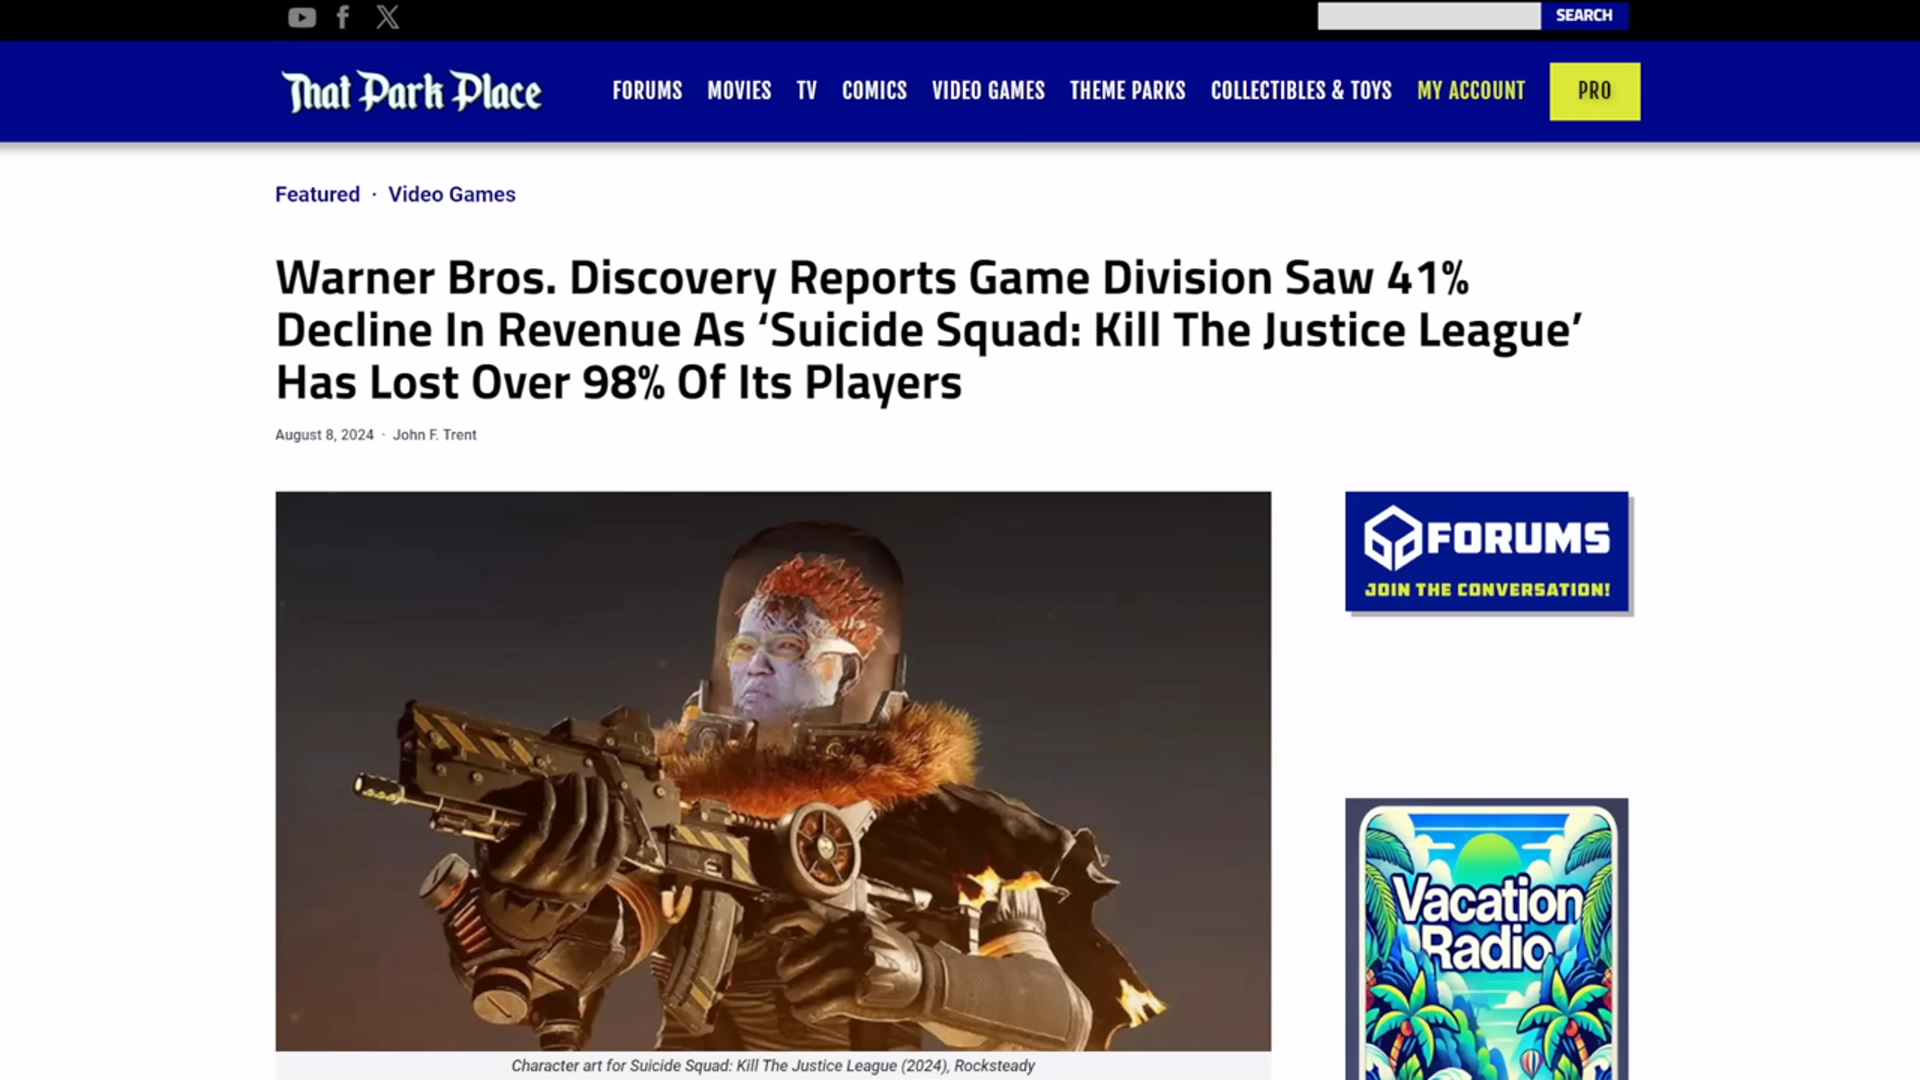 SEARCH
That Park Place
FORUMS MOVIES TV COMICS VIDEO GAMES THEME PARKS COLLECTIBLES & TOYS MY ACCOUNT PRO
Featured · Video Games
Warner Bros. Discovery Reports Game Division Saw 41%
Decline In Revenue As ‘Suicide Squad: Kill The Justice League’
Has Lost Over 98% Of Its Players
August 8, 2024 · John F. Trent
FORUMS
JOIN THE CONVERSATION!
Vacation
Radio
Character art for Suicide Squad: Kill The Justice League (2024), Rocksteady